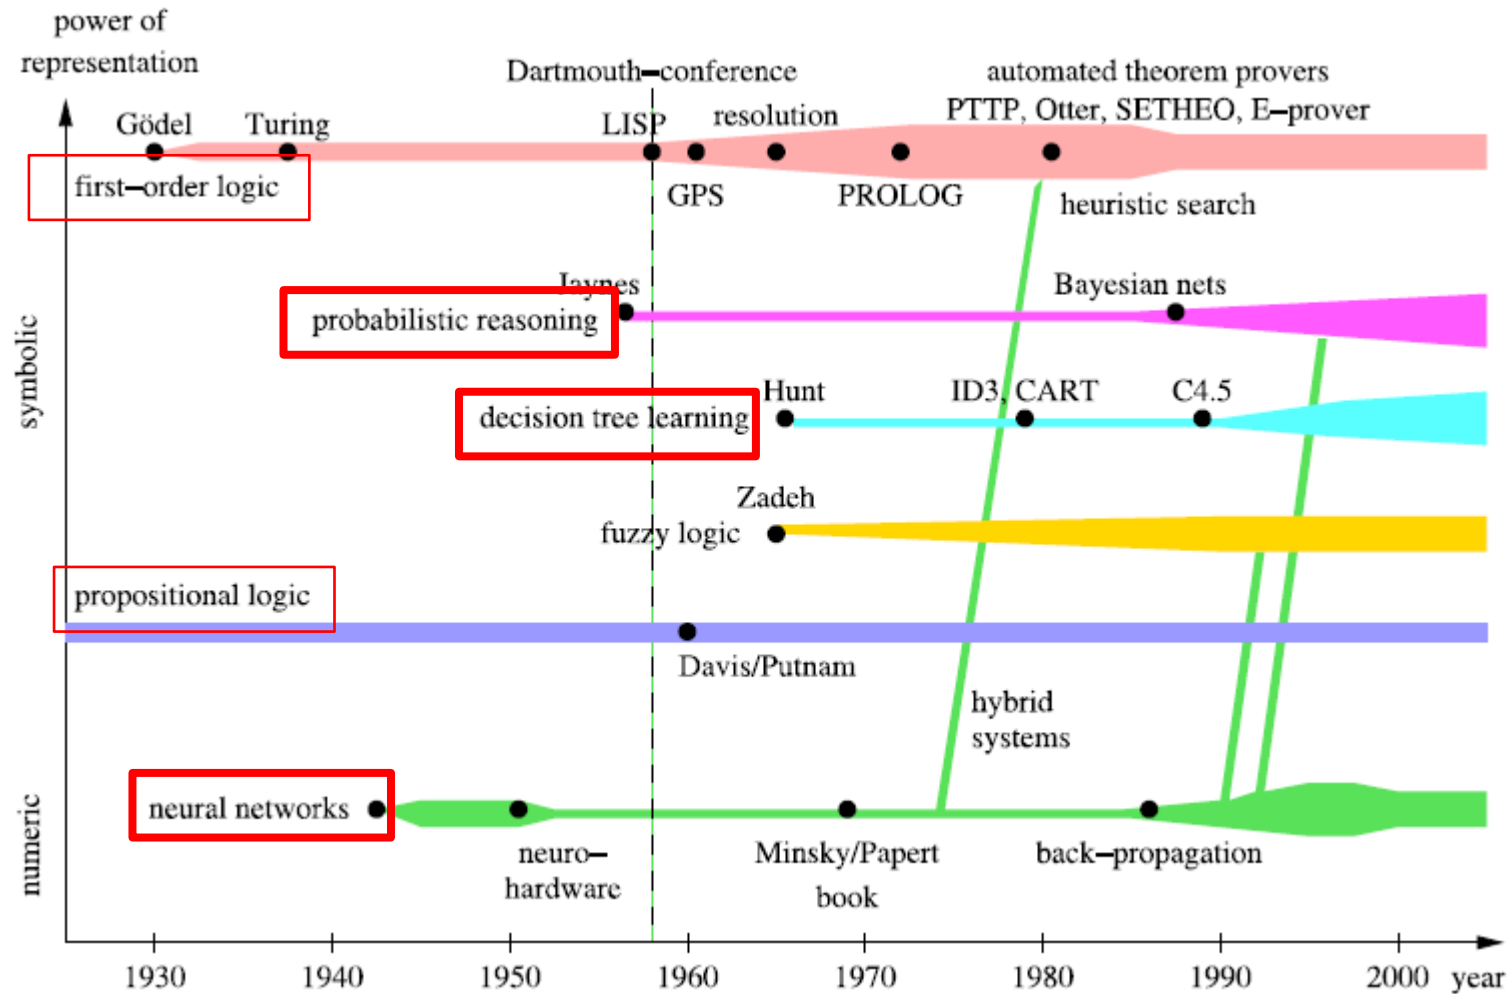 power of
representation
Dartmouth–conference
automated theorem provers
PTTP, Otter, SETHEO, E–prover
Gödel
Turing
LISP
resolution
first–order logic
GPS
PROLOG
heuristic search
Jaynes
Bayesian nets
probabilistic reasoning
symbolic
Hunt
ID3, CART
C4.5
decision tree learning
Zadeh
fuzzy logic
propositional logic
Davis/Putnam
hybrid
systems
numeric
neural networks
neuro–
hardware
Minsky/Papert
book
back–propagation
1930 1940 1950 1960 1970 1980 1990 2000 year